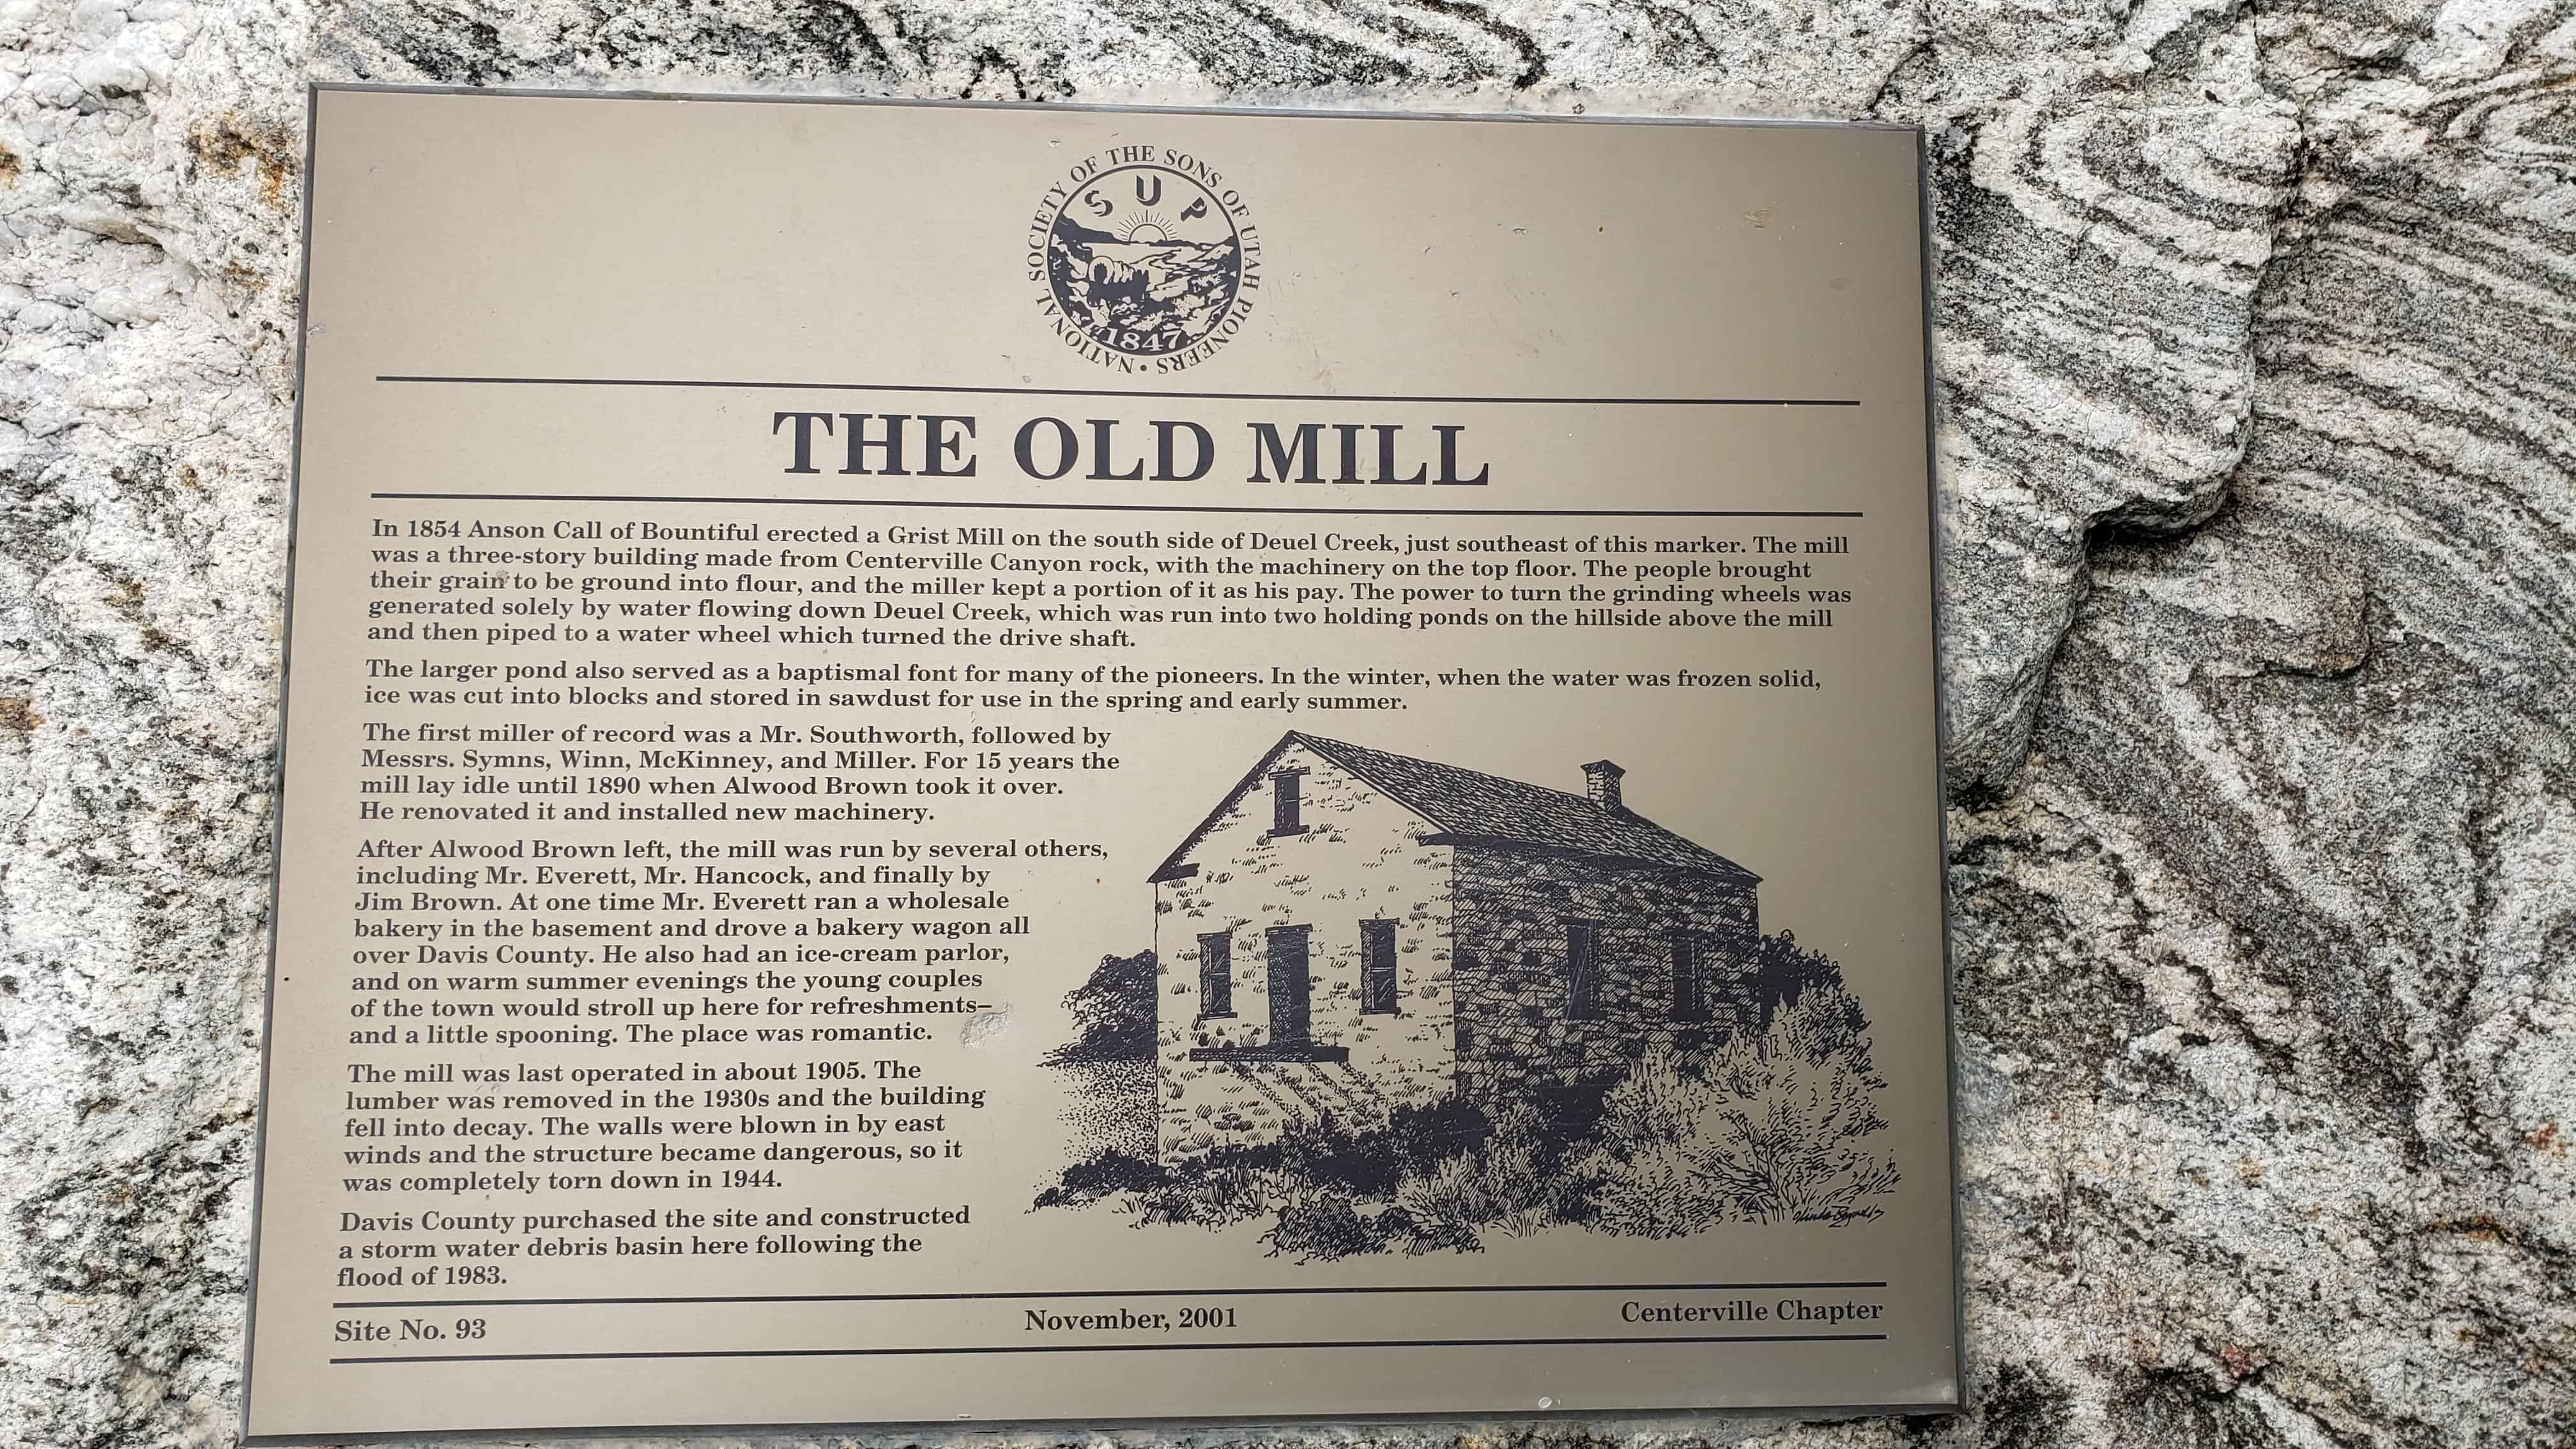 NATIONAL SOCIETY OF THE SONS OF UTAH PIONEERS •
SUP
1847
THE OLD MILL
In 1854 Anson Call of Bountiful erected a Grist Mill on the south side of Deuel Creek, just southeast of this marker. The mill
was a three-story building made from Centerville Canyon rock, with the machinery on the top floor. The people brought
their grain to be ground into flour, and the miller kept a portion of it as his pay. The power to turn the grinding wheels was
generated solely by water flowing down Deuel Creek, which was run into two holding ponds on the hillside above the mill
and then piped to a water wheel which turned the drive shaft.
The larger pond also served as a baptismal font for many of the pioneers. In the winter, when the water was frozen solid,
ice was cut into blocks and stored in sawdust for use in the spring and early summer.
The first miller of record was a Mr. Southworth, followed by
Messrs. Symns, Winn, McKinney, and Miller. For 15 years the
mill lay idle until 1890 when Alwood Brown took it over.
He renovated it and installed new machinery.
After Alwood Brown left, the mill was run by several others,
including Mr. Everett, Mr. Hancock, and finally by
Jim Brown. At one time Mr. Everett ran a wholesale
bakery in the basement and drove a bakery wagon all
over Davis County. He also had an ice-cream parlor,
and on warm summer evenings the young couples
of the town would stroll up here for refreshments–
and a little spooning. The place was romantic.
The mill was last operated in about 1905. The
lumber was removed in the 1930s and the building
fell into decay. The walls were blown in by east
winds and the structure became dangerous, so it
was completely torn down in 1944.
Davis County purchased the site and constructed
a storm water debris basin here following the
flood of 1983.
Site No. 93
November, 2001
Centerville Chapter